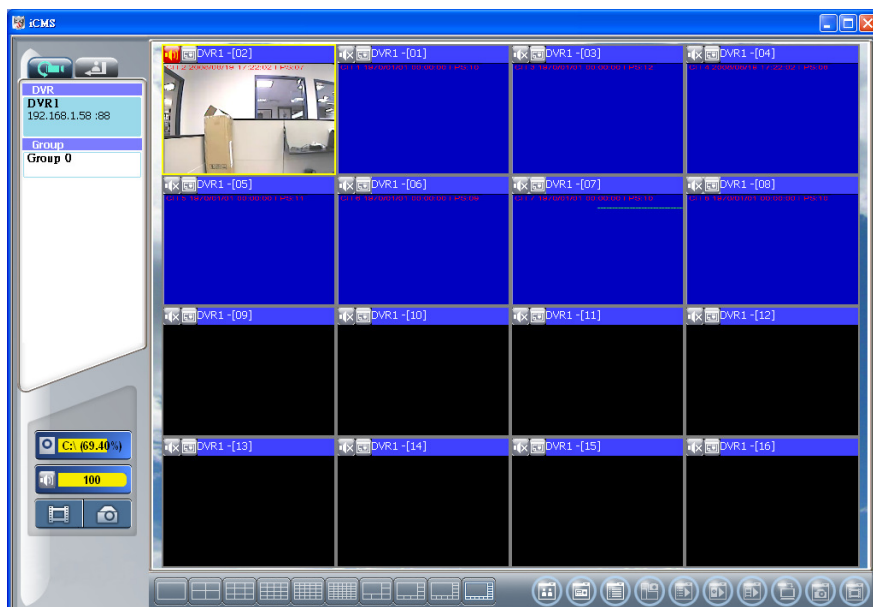 iCMS
DVR
DVR1
192.168.1.58 :88
Group
Group 0
DVR1 -[02]
DVR1 -[01]
DVR1 -[03]
DVR1 -[04]
DVR1 -[05]
DVR1 -[06]
DVR1 -[07]
DVR1 -[08]
DVR1 -[09]
DVR1 -[10]
DVR1 -[11]
DVR1 -[12]
DVR1 -[13]
DVR1 -[14]
DVR1 -[15]
DVR1 -[16]
C:\ (69.40%)
100